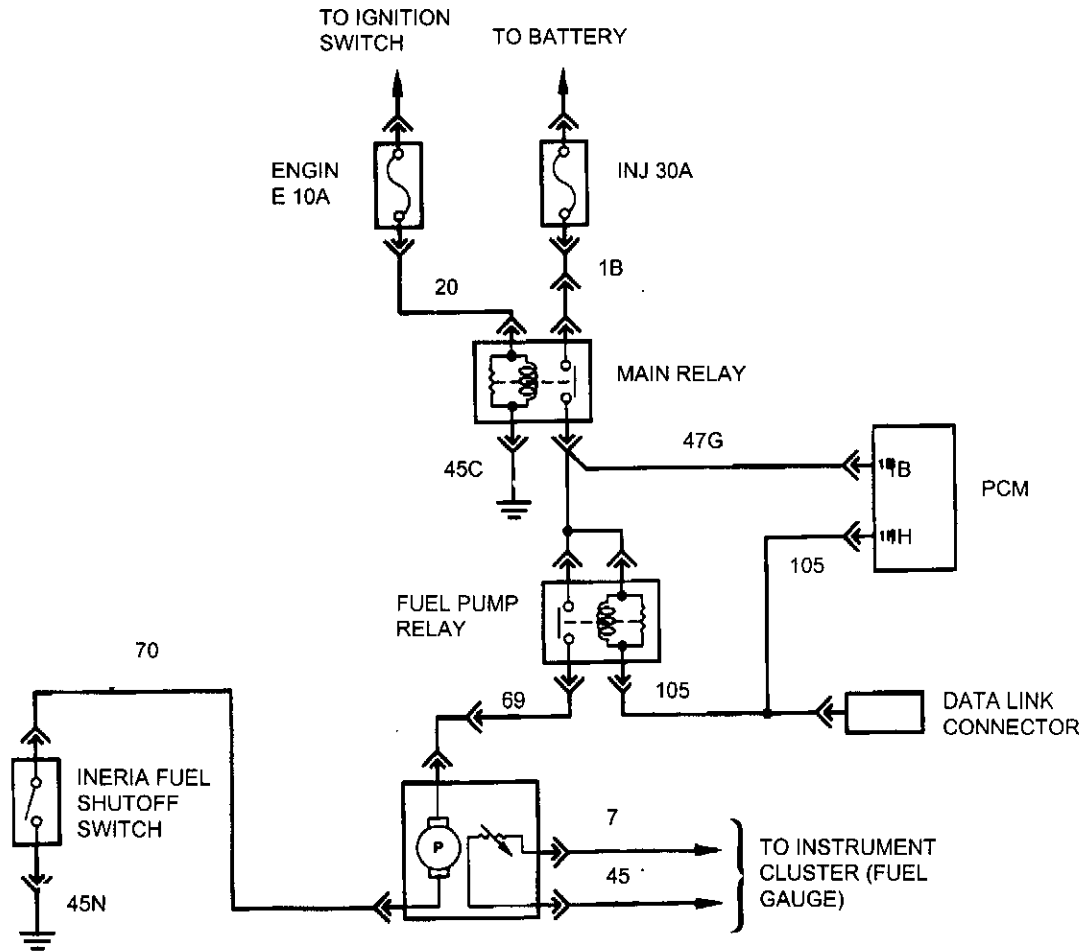 TO IGNITION
SWITCH
TO BATTERY
ENGIN
E 10A
INJ 30A
1B
20
MAIN RELAY
47G
45C
B
PCM
H
105
FUEL PUMP
RELAY
70
69
105
DATA LINK
CONNECTOR
INERIA FUEL
SHUTOFF
SWITCH
P
7
45
TO INSTRUMENT
CLUSTER (FUEL
GAUGE)
45N